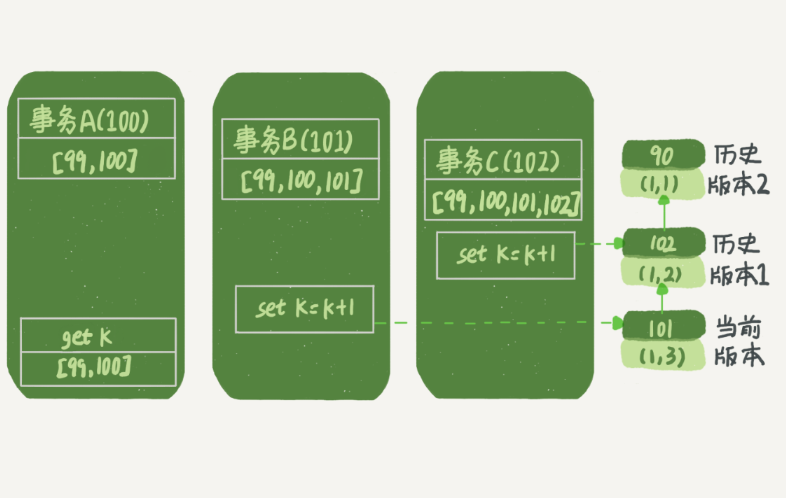 事务A(100)
[99,100]
get K
[99,100]
事务B(101)
[99,100,101]
set K=k+1
事务C(102)
[99,100,101,102]
set K=k+1
90
(1,1)
历史
版本2
102
(1,2)
历史
版本1
101
(1,3)
当前
版本